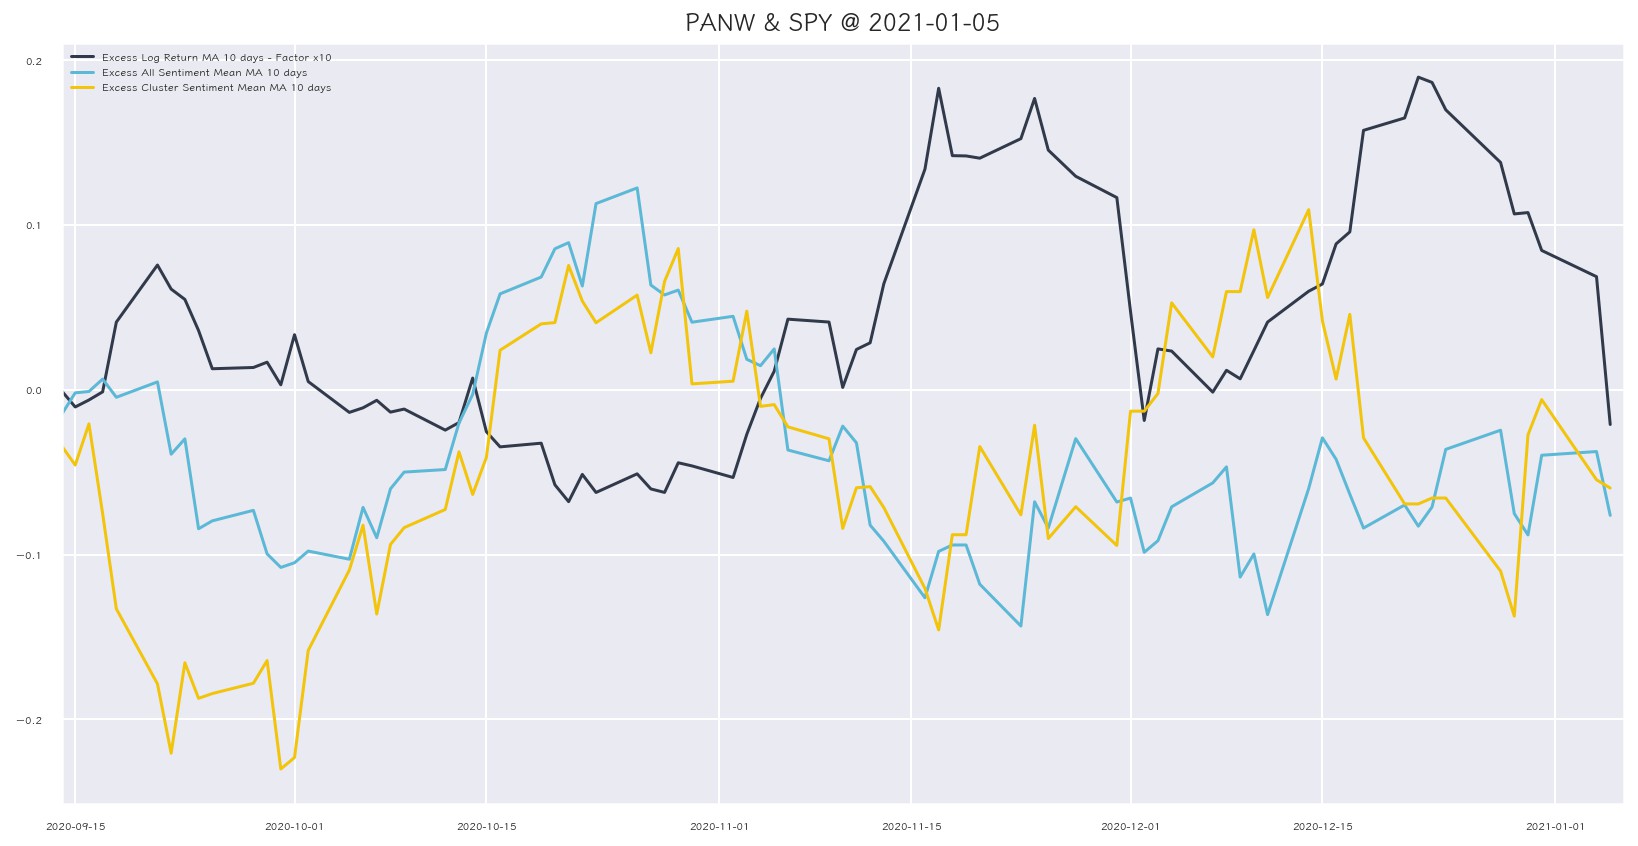 PANW & SPY @ 2021-01-05
Excess Log Return MA 10 days - Factor x10
Excess All Sentiment Mean MA 10 days
Excess Cluster Sentiment Mean MA 10 days
0.2
0.1
0.0
−0.1
−0.2
2020-09-15 2020-10-01 2020-10-15 2020-11-01 2020-11-15 2020-12-01 2020-12-15 2021-01-01